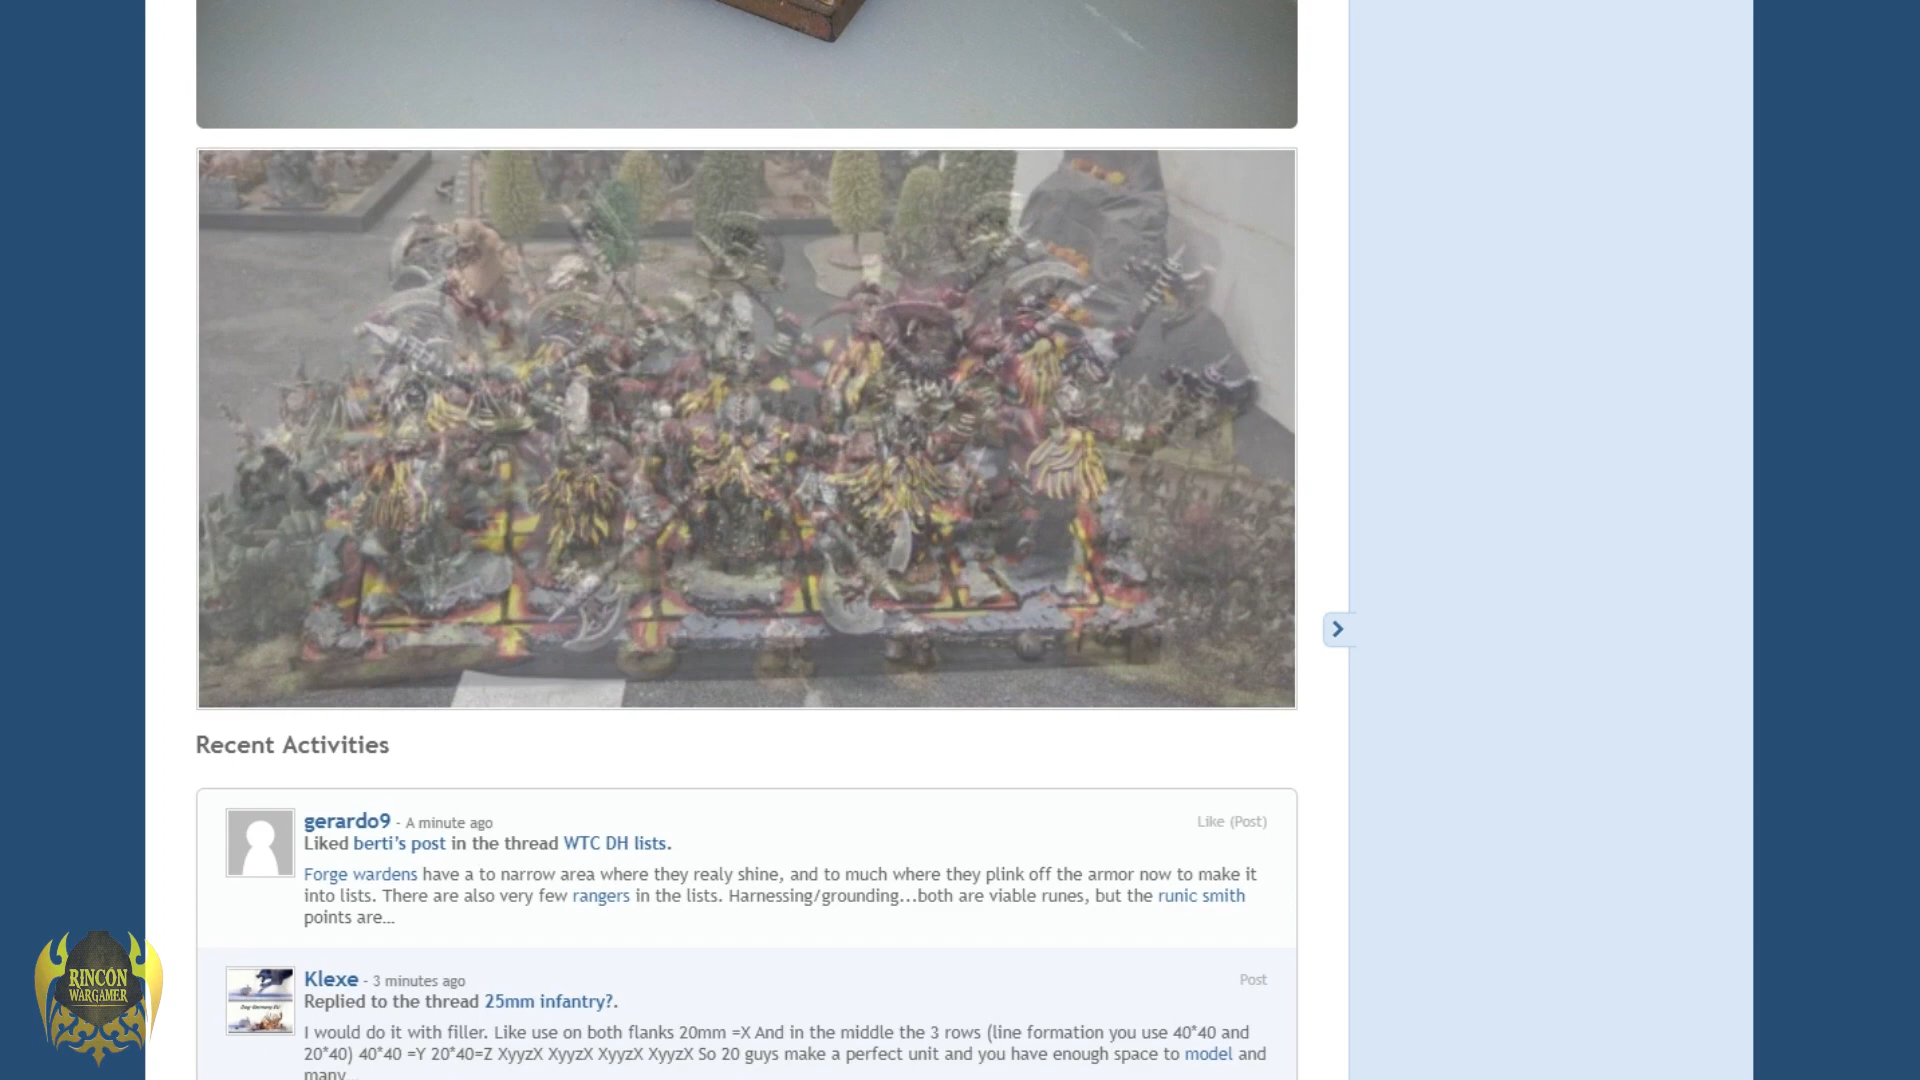 Recent Activities
gerardo9 - A minute ago
Like (Post)
Liked berti's post in the thread WTC DH lists.
Forge wardens have a to narrow area where they realy shine, and to much where they plink off the armor now to make it
into lists. There are also very few rangers in the lists. Harnessing/grounding...both are viable runes, but the runic smith
points are...
Klexe - 3 minutes ago
Post
Replied to the thread 25mm infantry?.
I would do it with filler. Like use on both flanks 20mm =X And in the middle the 3 rows (line formation you use 40*40 and
20*40) 40*40 =Y 20*40=Z XyyzX XyyzX XyyzX XyyzX So 20 guys make a perfect unit and you have enough space to model and
many...
RINCÓN
WARGAMER